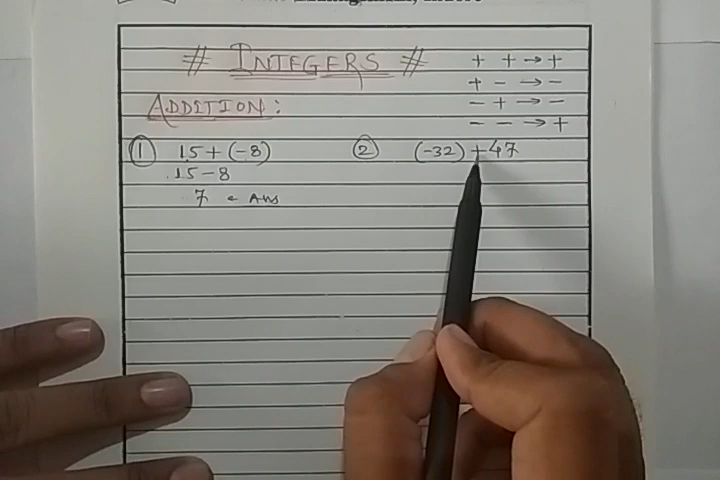 # INTEGERS #
+ + → +
+ - → -
- + → -
- - → +
ADDITION :
① 15 + (-8)
15 - 8
7 ← Ans
② (-32) + 47